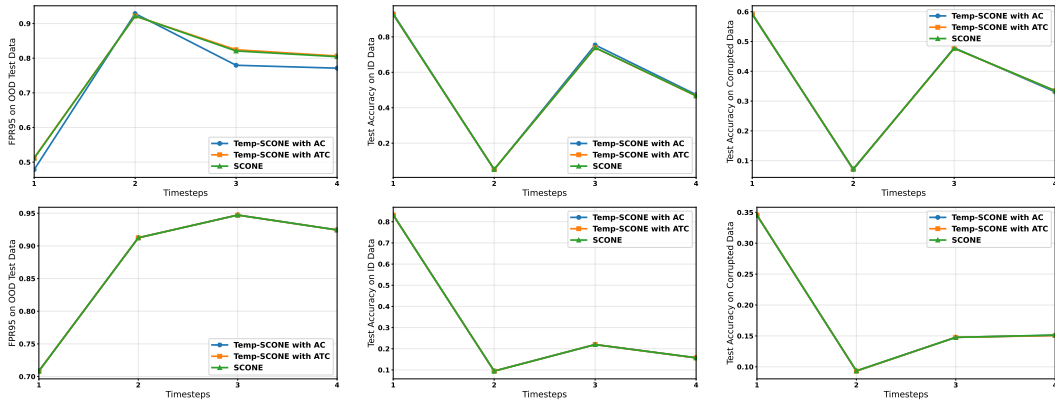 FPR95 on OOD Test Data
0.9
0.8
0.7
0.6
0.5
1
2
3
4
Timesteps
Temp-SCONE with AC
Temp-SCONE with ATC
SCONE
Test Accuracy on ID Data
0.8
0.6
0.4
0.2
1
2
3
4
Timesteps
Temp-SCONE with AC
Temp-SCONE with ATC
SCONE
Test Accuracy on Corrupted Data
0.6
0.5
0.4
0.3
0.2
0.1
1
2
3
4
Timesteps
Temp-SCONE with AC
Temp-SCONE with ATC
SCONE
FPR95 on OOD Test Data
0.95
0.90
0.85
0.80
0.75
0.70
1
2
3
4
Timesteps
Temp-SCONE with AC
Temp-SCONE with ATC
SCONE
Test Accuracy on ID Data
0.8
0.7
0.6
0.5
0.4
0.3
0.2
0.1
1
2
3
4
Timesteps
Temp-SCONE with AC
Temp-SCONE with ATC
SCONE
Test Accuracy on Corrupted Data
0.35
0.30
0.25
0.20
0.15
0.10
1
2
3
4
Timesteps
Temp-SCONE with AC
Temp-SCONE with ATC
SCONE